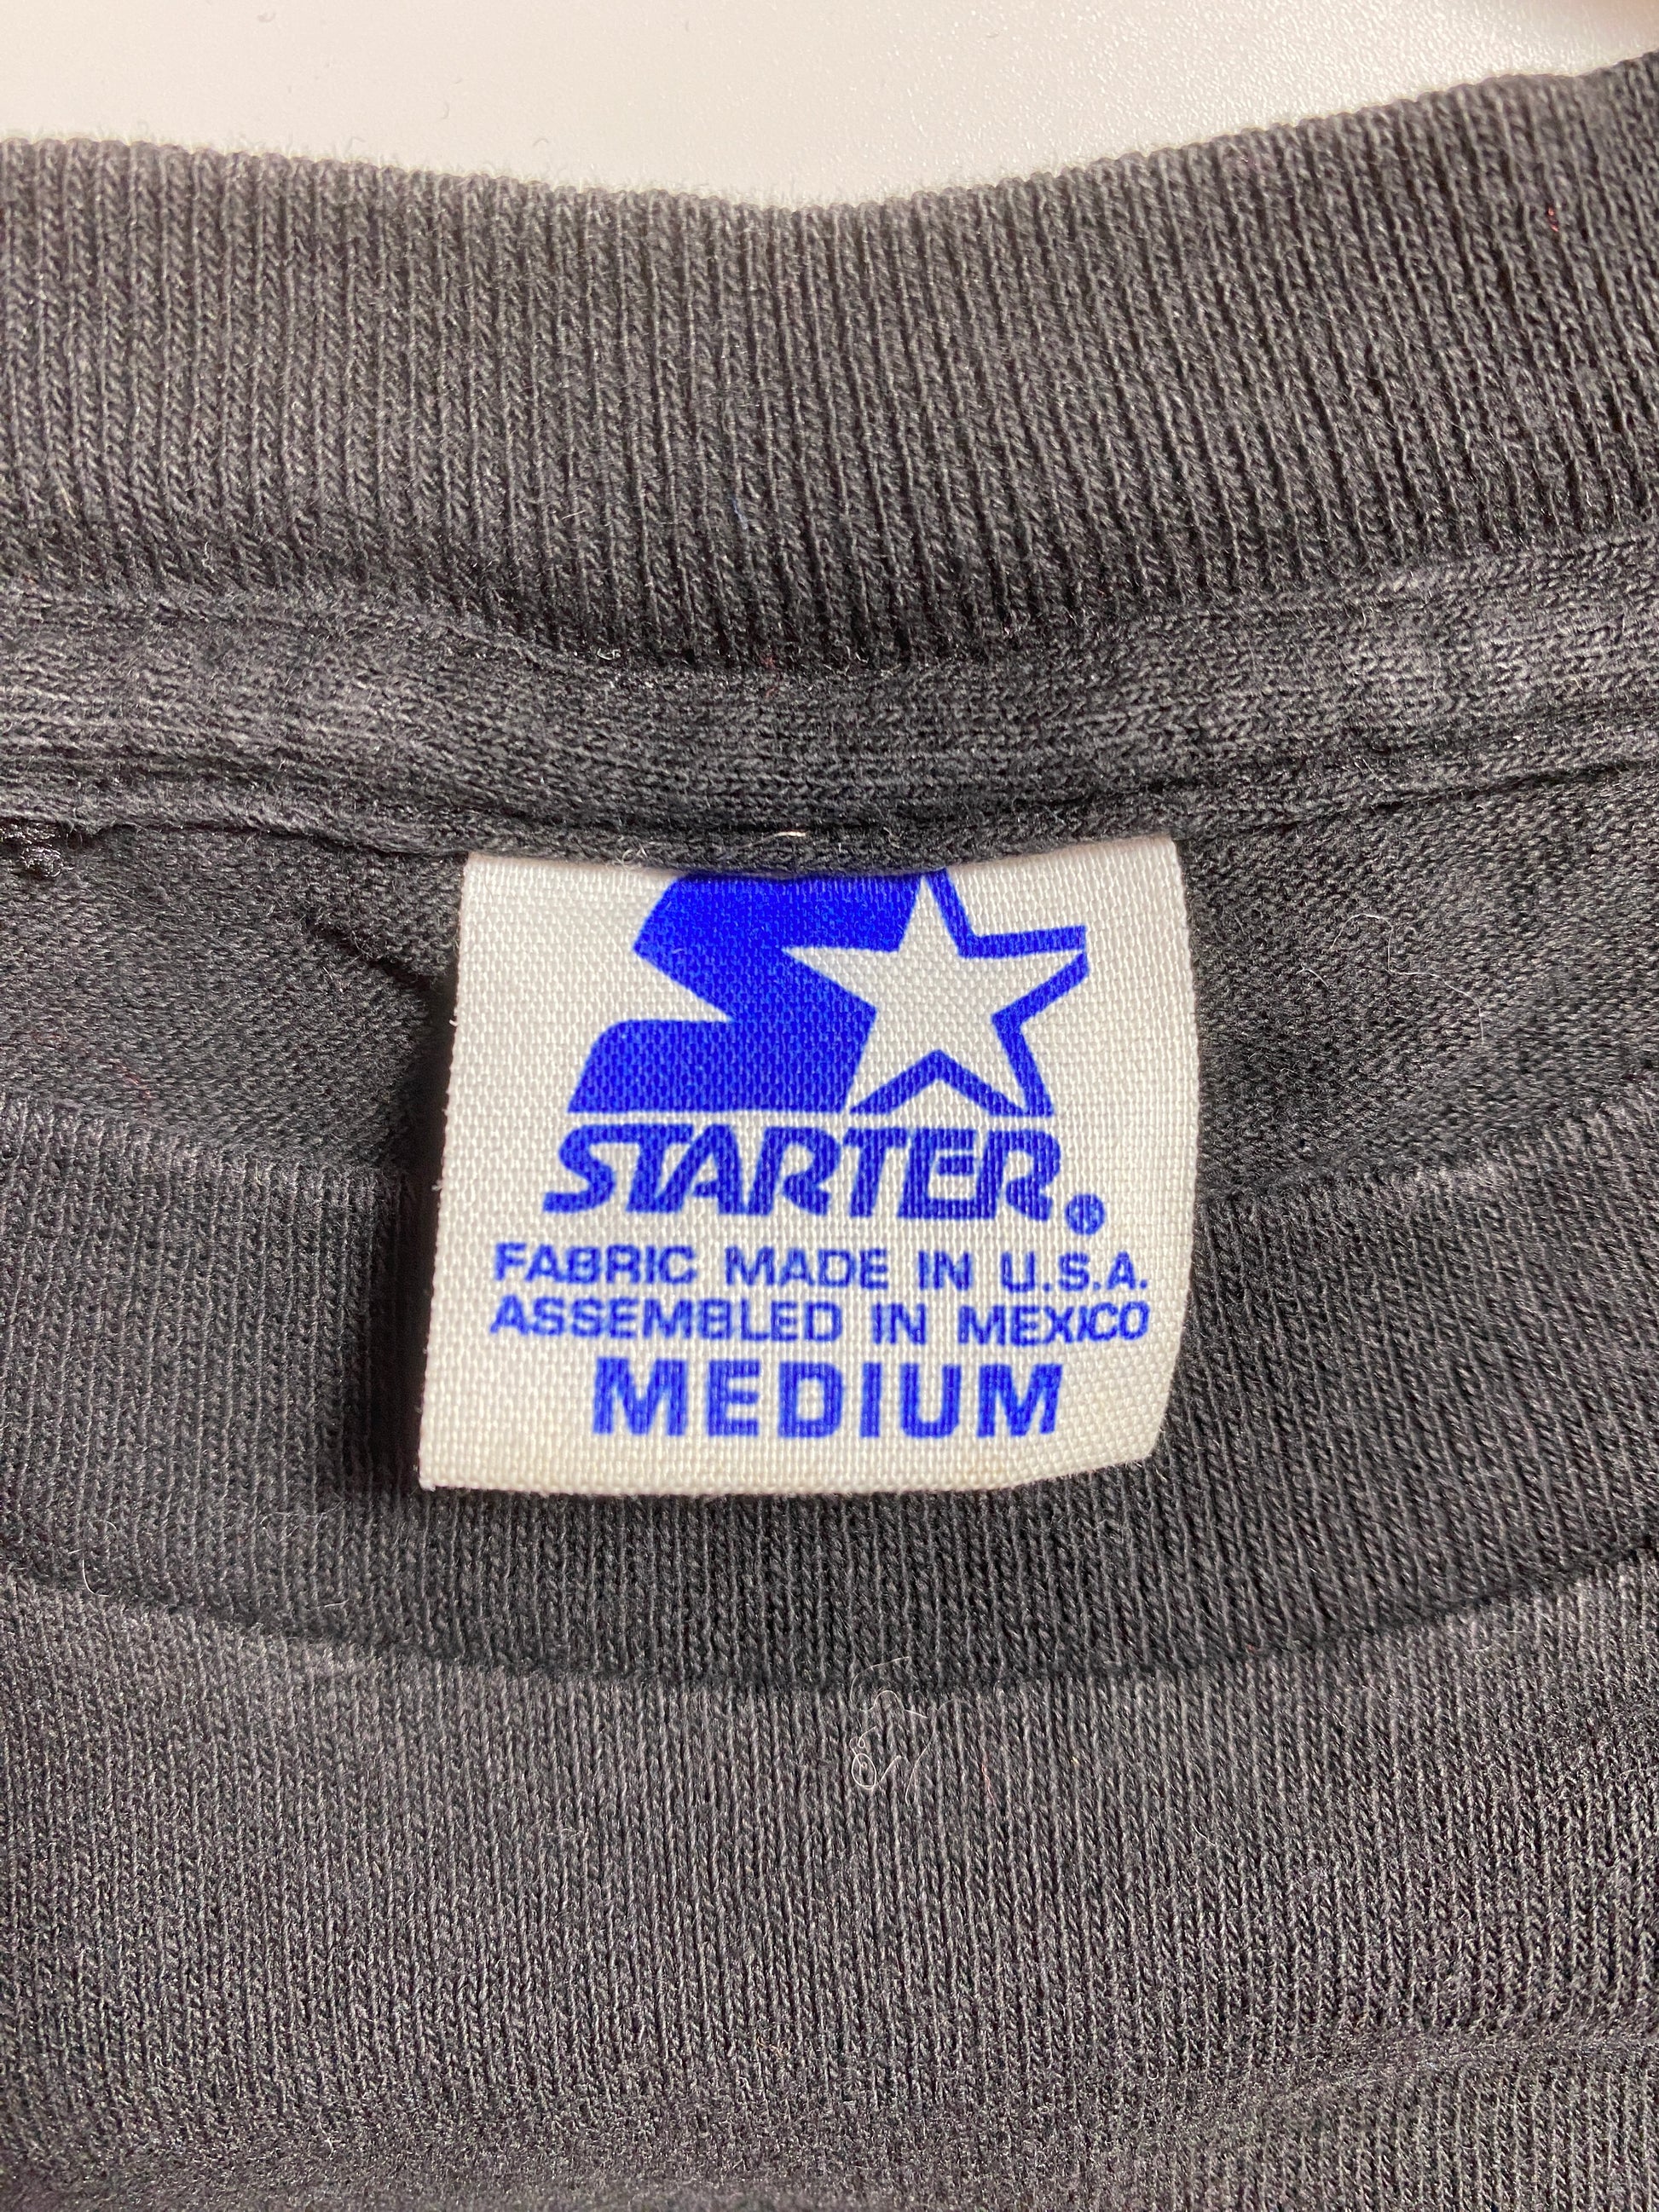 STARTER®
FABRIC MADE IN U.S.A.
ASSEMBLED IN MEXICO
MEDIUM